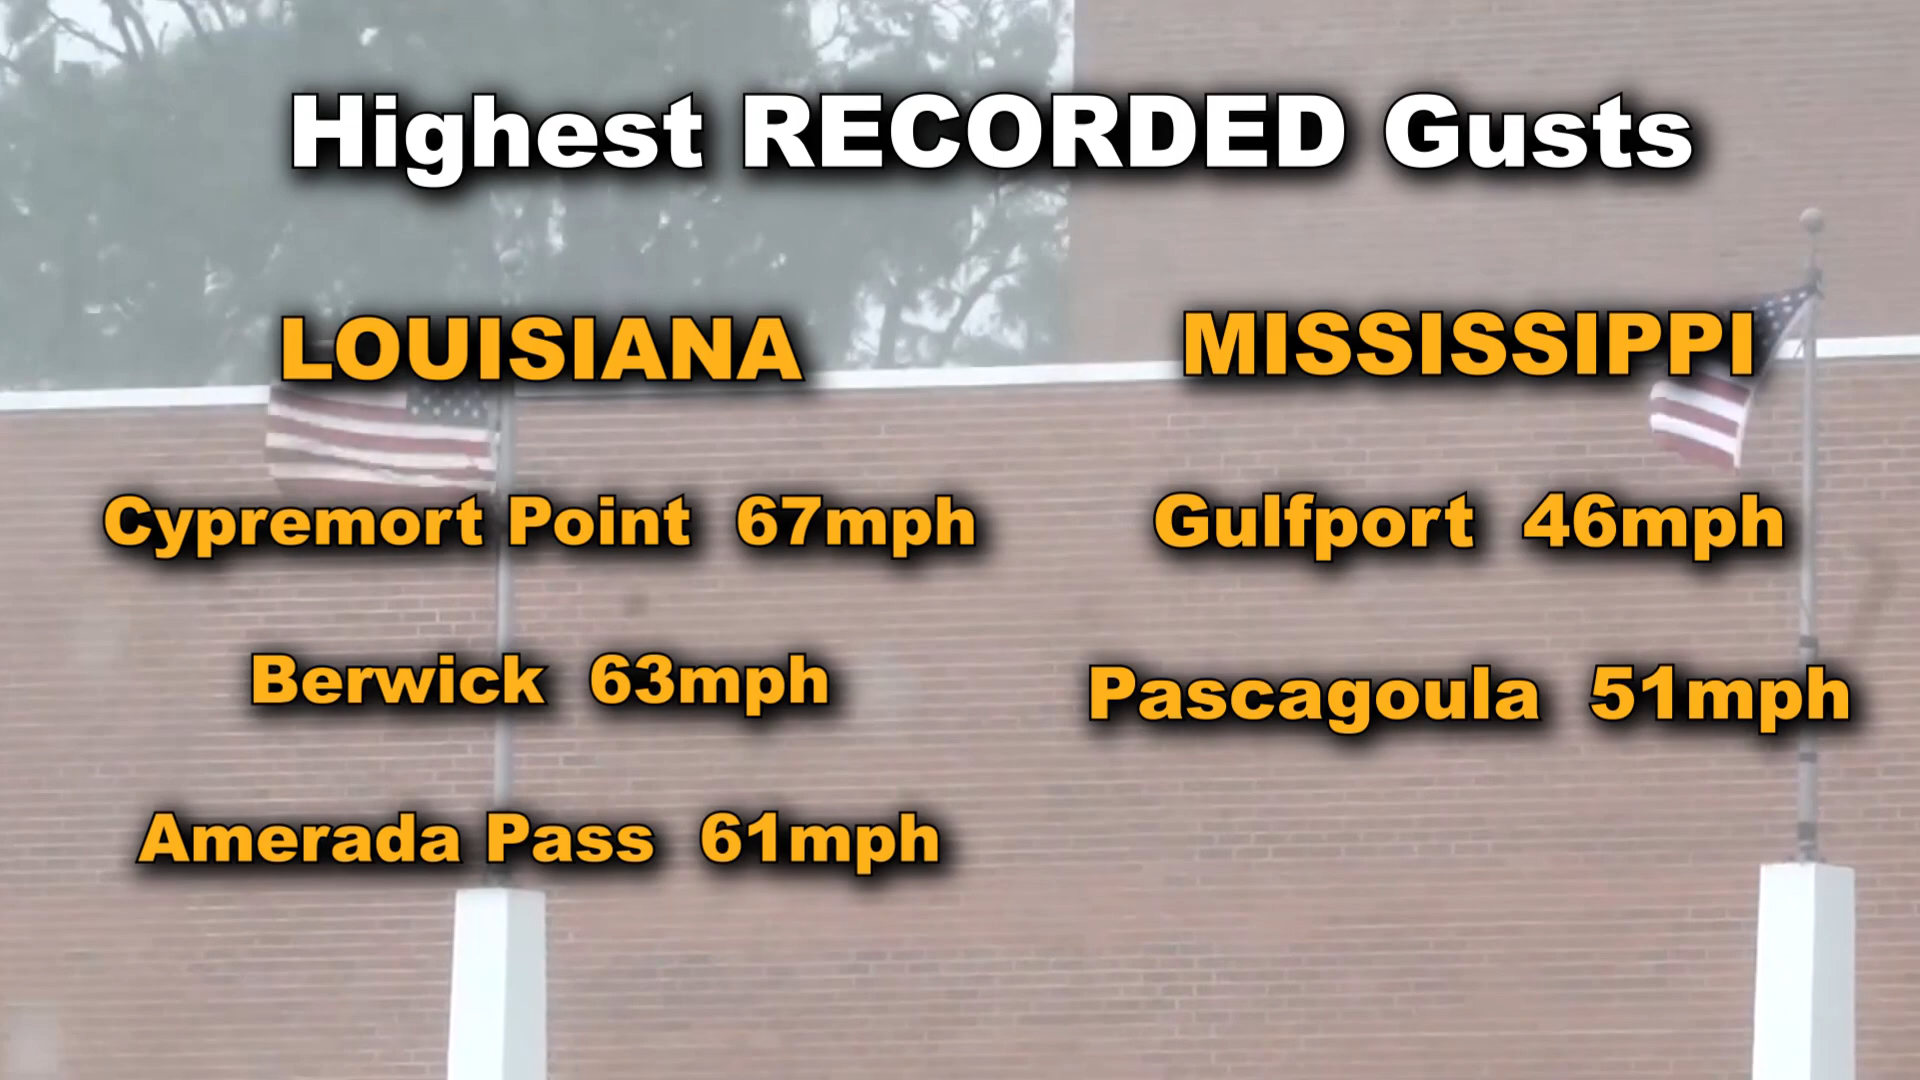 Highest RECORDED Gusts
LOUISIANA
Cypremort Point 67mph
Berwick 63mph
Amerada Pass 61mph
MISSISSIPPI
Gulfport 46mph
Pascagoula 51mph